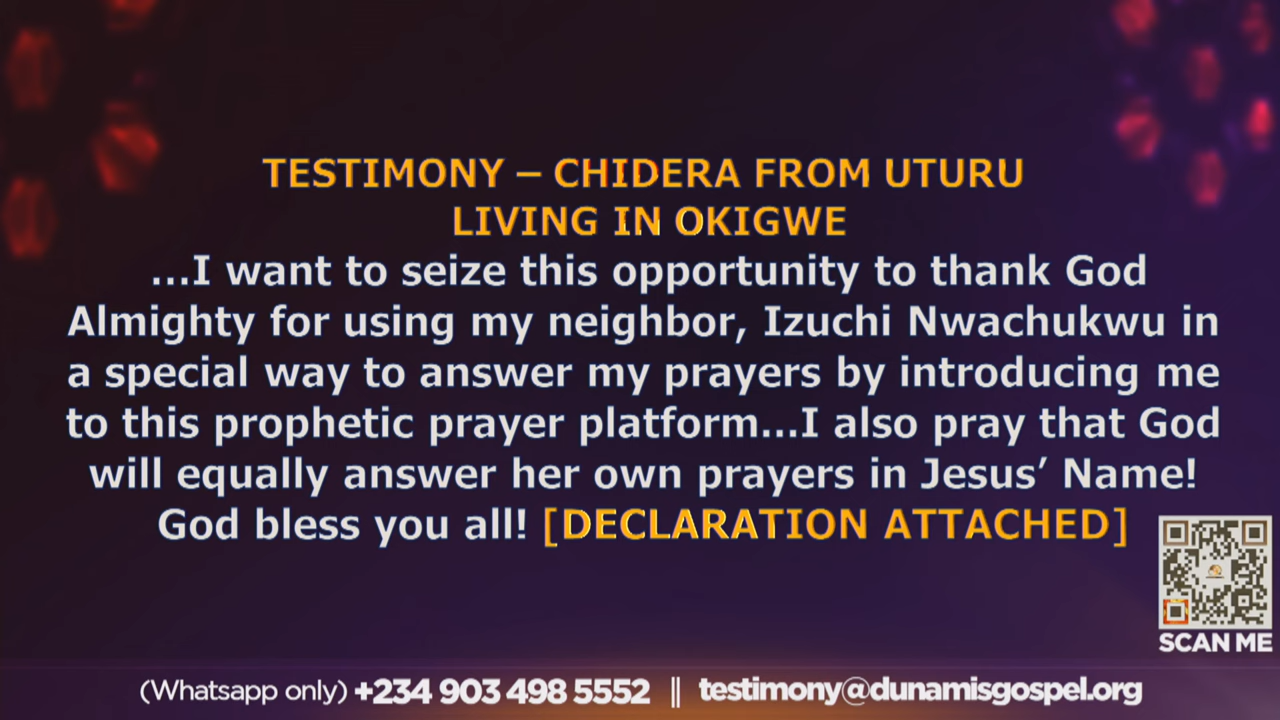 TESTIMONY – CHIDERA FROM UTURU
LIVING IN OKIGWE
...I want to seize this opportunity to thank God
Almighty for using my neighbor, Izuchi Nwachukwu in
a special way to answer my prayers by introducing me
to this prophetic prayer platform...I also pray that God
will equally answer her own prayers in Jesus’ Name!
God bless you all! [DECLARATION ATTACHED]
SCAN ME
(Whatsapp only) +234 903 498 5552 || testimony@dunamisgospel.org